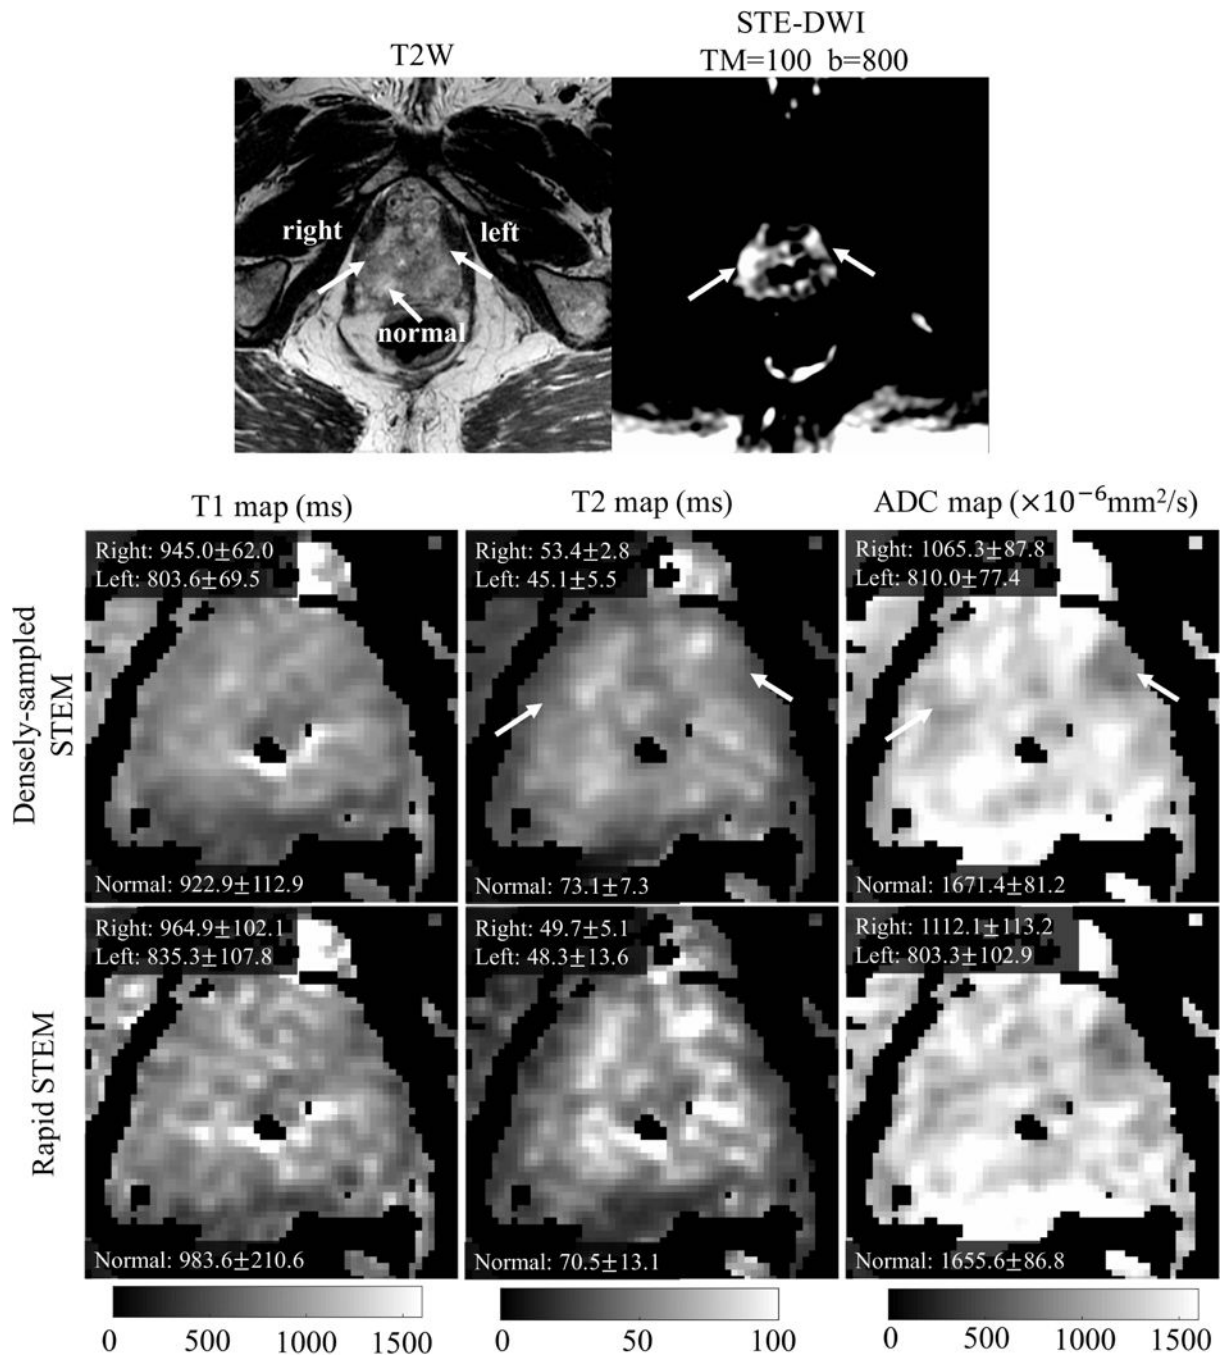 T2W
STE-DWI
TM=100 b=800
right
left
normal
T1 map (ms)
T2 map (ms)
ADC map (×10⁻⁶mm²/s)
Densely-sampled
STEM
Right: 945.0±62.0
Left: 803.6±69.5
Normal: 922.9±112.9
Right: 53.4±2.8
Left: 45.1±5.5
Normal: 73.1±7.3
Right: 1065.3±87.8
Left: 810.0±77.4
Normal: 1671.4±81.2
Rapid STEM
Right: 964.9±102.1
Left: 835.3±107.8
Normal: 983.6±210.6
Right: 49.7±5.1
Left: 48.3±13.6
Normal: 70.5±13.1
Right: 1112.1±113.2
Left: 803.3±102.9
Normal: 1655.6±86.8
0 500 1000 1500
0 50 100
0 500 1000 1500